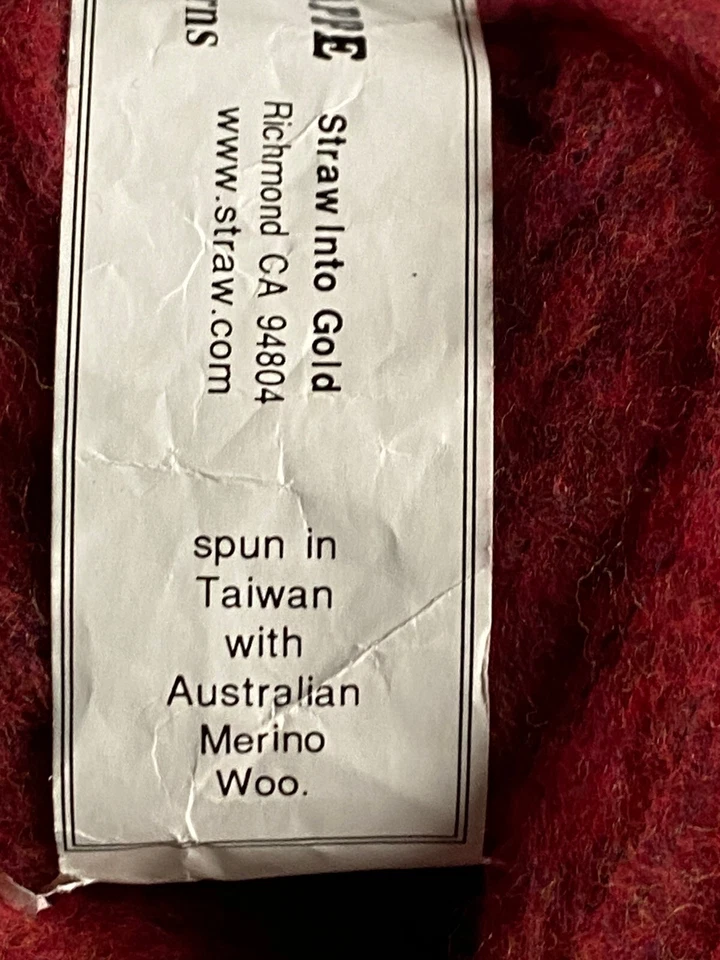 Straw Into Gold
Richmond CA 94804
www.straw.com
spun in
Taiwan
with
Australian
Merino
Woo.